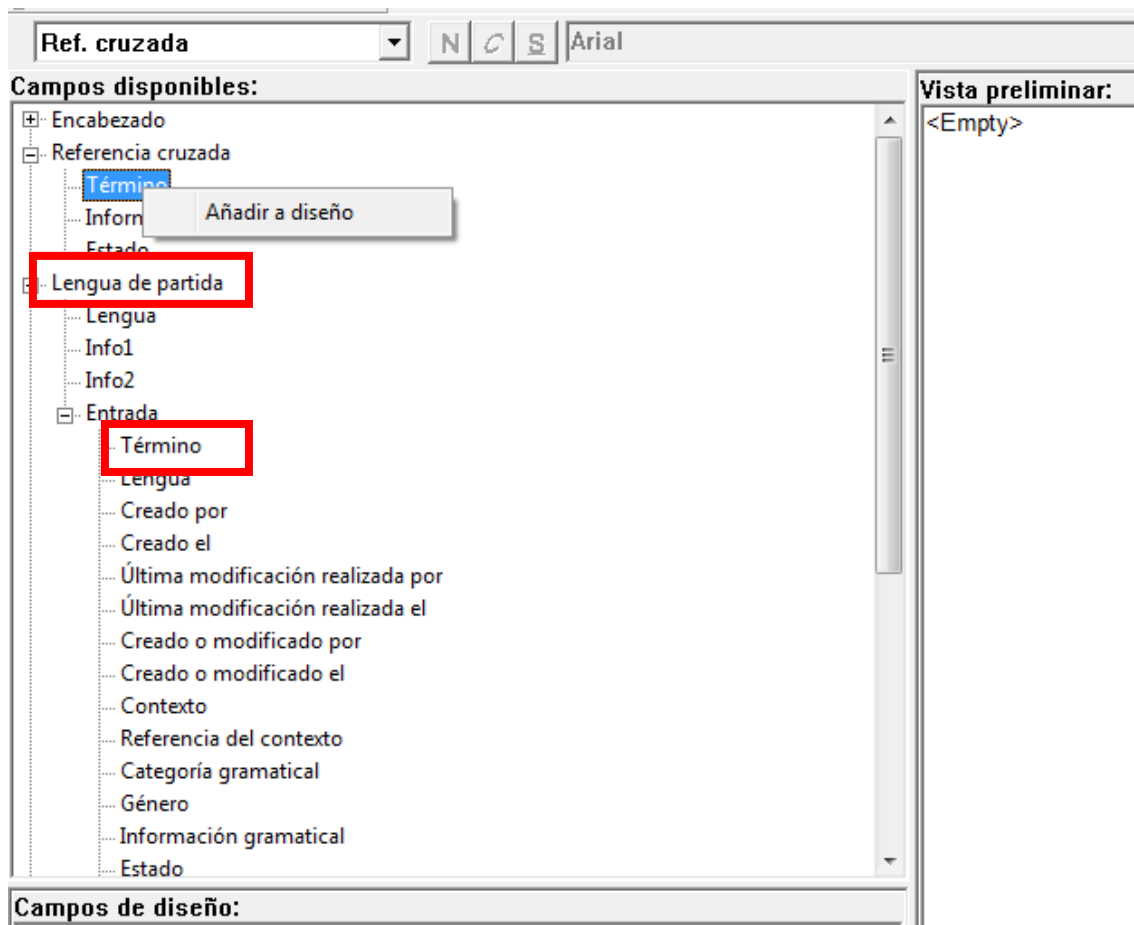 Ref. cruzada N C S Arial
Campos disponibles:
Encabezado
Referencia cruzada
Término
Añadir a diseño
Estado
Lengua de partida
Lengua
Info1
Info2
Entrada
Término
Lengua
Creado por
Creado el
Última modificación realizada por
Última modificación realizada el
Creado o modificado por
Creado o modificado el
Contexto
Referencia del contexto
Categoría gramatical
Género
Información gramatical
Estado
Campos de diseño:
Vista preliminar:
<Empty>